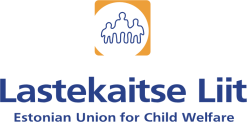 Lastekaitse Liit
Estonian Union for Child Welfare